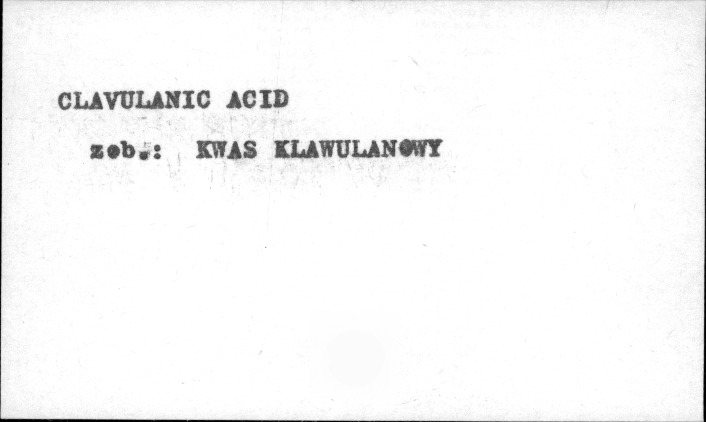 CLAVULANIC ACID
zob.: KWAS KLAWULANOWY